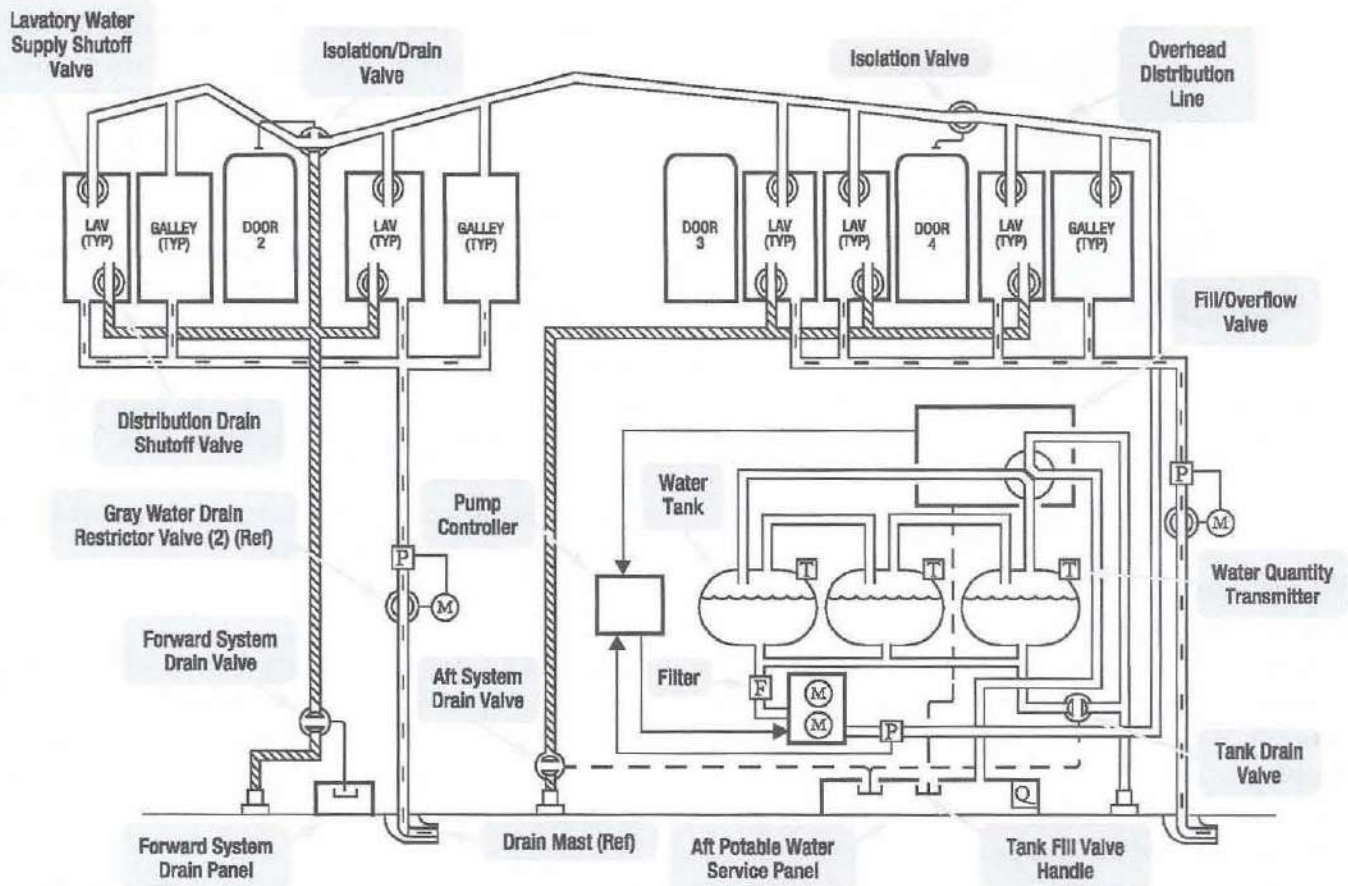 Lavatory Water
Supply Shutoff
Valve
Isolation/Drain
Valve
Isolation Valve
Overhead
Distribution
Line
LAV
(TYP)
GALLEY
(TYP)
DOOR
2
LAV
(TYP)
GALLEY
(TYP)
DOOR
3
LAV
(TYP)
LAV
(TYP)
DOOR
4
LAV
(TYP)
GALLEY
(TYP)
Fill/Overflow
Valve
Distribution Drain
Shutoff Valve
Gray Water Drain
Restrictor Valve (2) (Ref)
Pump
Controller
Water
Tank
P
M
P
M
T
T
T
Water Quantity
Transmitter
Forward System
Drain Valve
Aft System
Drain Valve
Filter
F
M
M
P
Tank Drain
Valve
Q
Forward System
Drain Panel
Drain Mast (Ref)
Aft Potable Water
Service Panel
Tank Fill Valve
Handle